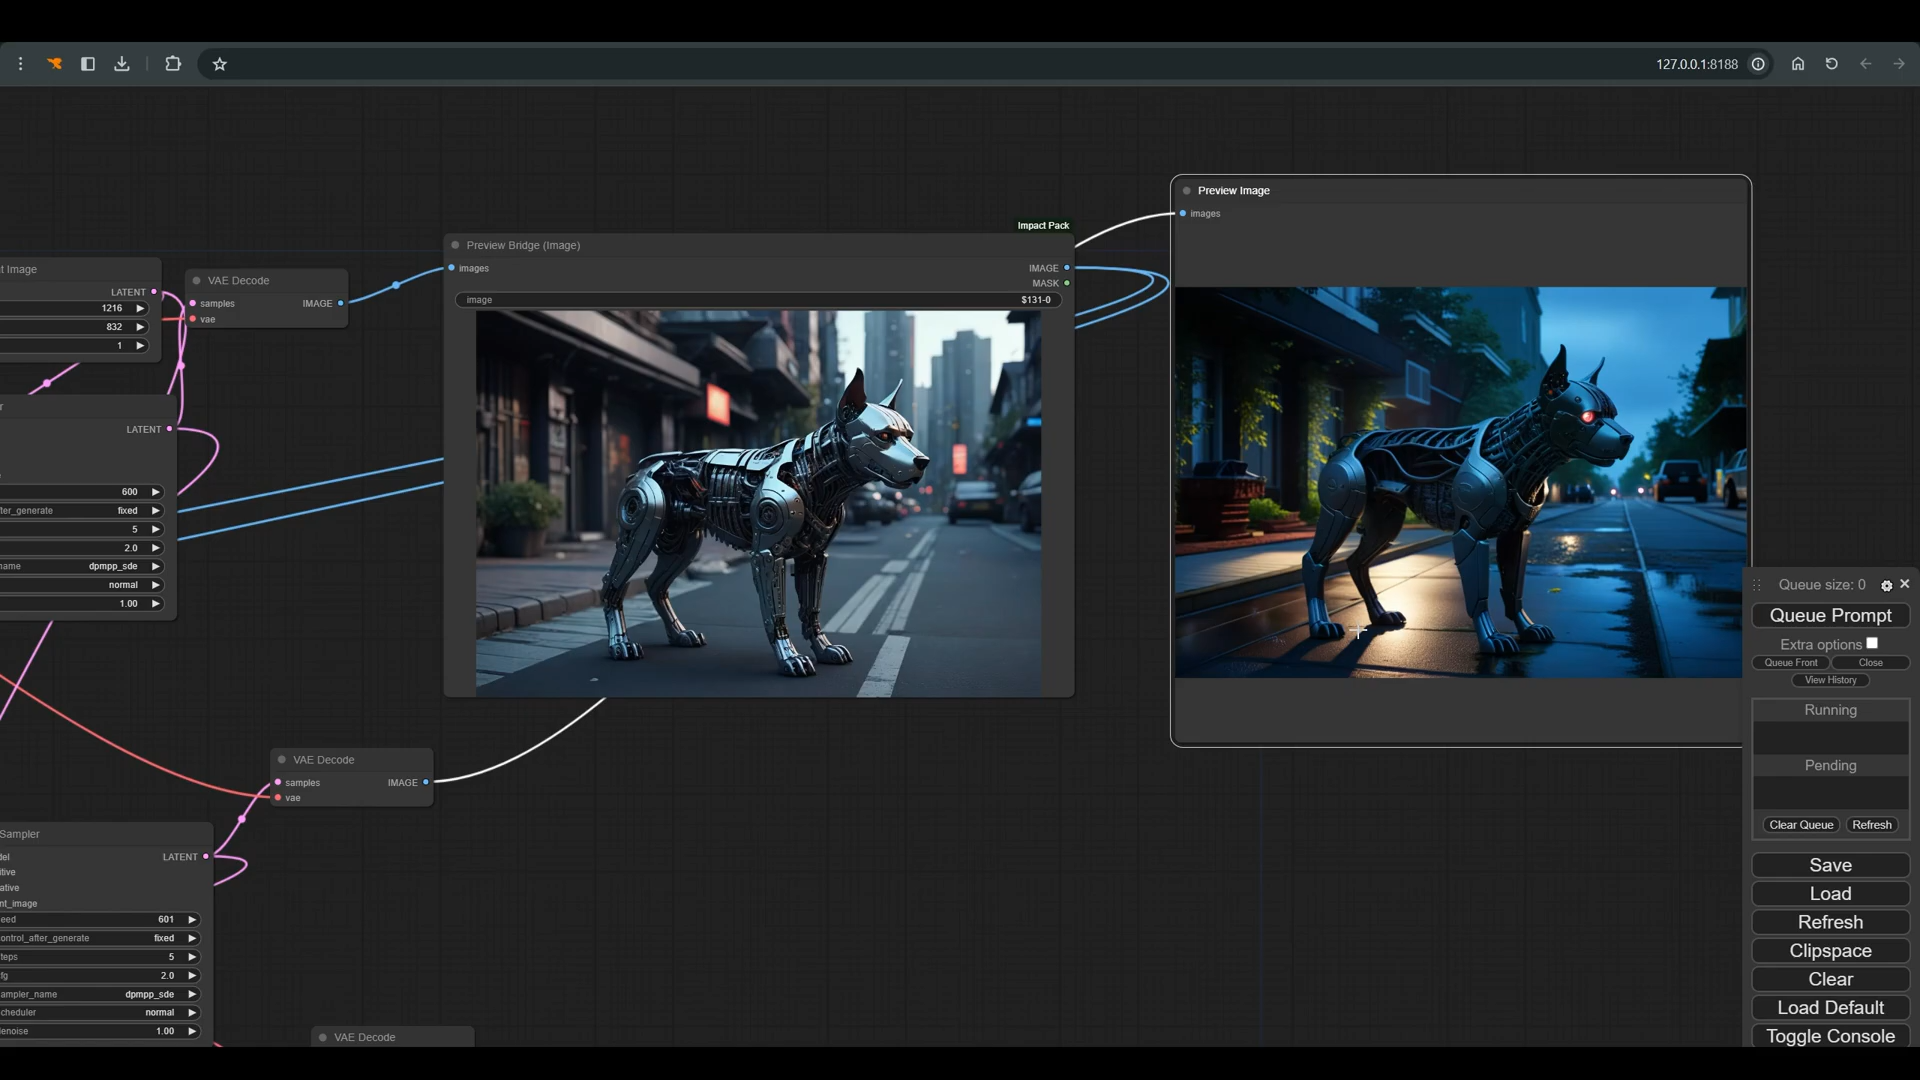 127.0.0.1:8188
Preview Image
images
Impact Pack
Preview Bridge (Image)
images
IMAGE
MASK
image
$131-0
t Image
LATENT
1216
832
1
VAE Decode
samples
IMAGE
vae
r
LATENT
600
fter_generate
fixed
5
2.0
name
dpmpp_sde
normal
1.00
VAE Decode
samples
IMAGE
vae
Sampler
del
LATENT
itive
ative
nt_image
eed
601
ontrol_after_generate
fixed
teps
5
fg
2.0
ampler_name
dpmpp_sde
cheduler
normal
lenoise
1.00
VAE Decode
Queue size: 0
Queue Prompt
Extra options
Queue Front
Close
View History
Running
Pending
Clear Queue
Refresh
Save
Load
Refresh
Clipspace
Clear
Load Default
Toggle Console